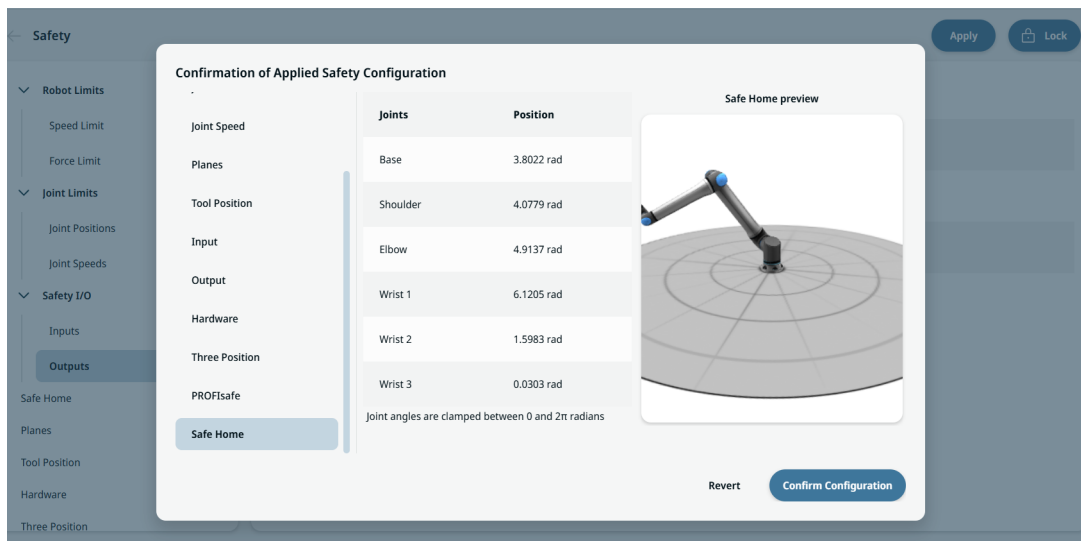 Safety
Apply
Lock
Robot Limits
Speed Limit
Force Limit
Joint Limits
Joint Positions
Joint Speeds
Safety I/O
Inputs
Outputs
Safe Home
Planes
Tool Position
Hardware
Three Position
Confirmation of Applied Safety Configuration
Joint Speed
Planes
Tool Position
Input
Output
Hardware
Three Position
PROFIsafe
Safe Home
Joints Position
Base 3.8022 rad
Shoulder 4.0779 rad
Elbow 4.9137 rad
Wrist 1 6.1205 rad
Wrist 2 1.5983 rad
Wrist 3 0.0303 rad
Joint angles are clamped between 0 and 2π radians
Safe Home preview
Revert
Confirm Configuration